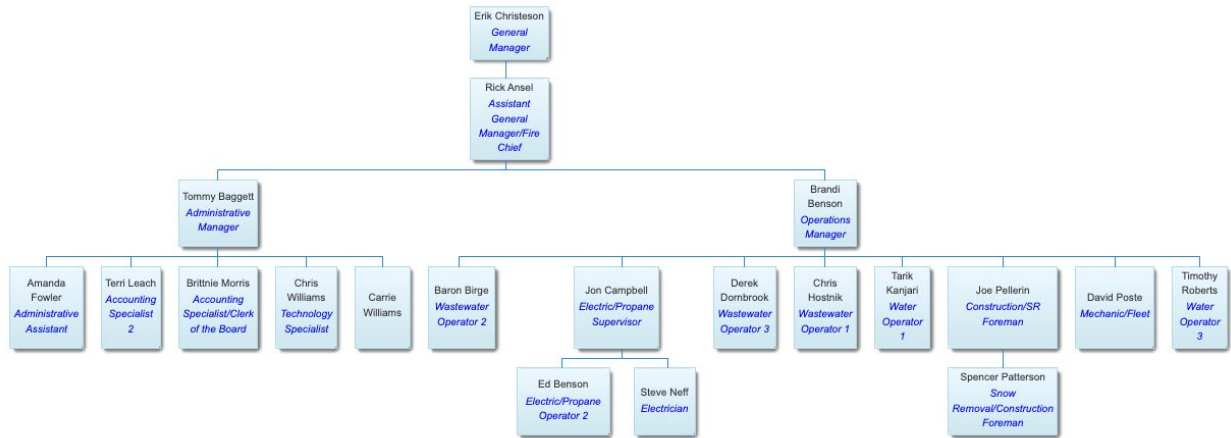 Erik Christeson
General
Manager
Rick Ansel
Assistant
General
Manager/Fire
Chief
Tommy Baggett
Administrative
Manager
Brandi
Benson
Operations
Manager
Amanda
Fowler
Administrative
Assistant
Terri Leach
Accounting
Specialist
2
Brittnie Morris
Accounting
Specialist/Clerk
of the Board
Chris
Williams
Technology
Specialist
Carrie
Williams
Baron Birge
Wastewater
Operator 2
Jon Campbell
Electric/Propane
Supervisor
Derek
Dornbrook
Wastewater
Operator 3
Chris
Hostnik
Wastewater
Operator 1
Tarik
Kanjari
Water
Operator
1
Joe Pellerin
Construction/SR
Foreman
David Poste
Mechanic/Fleet
Timothy
Roberts
Water
Operator
3
Ed Benson
Electric/Propane
Operator 2
Steve Neff
Electrician
Spencer Patterson
Snow
Removal/Construction
Foreman